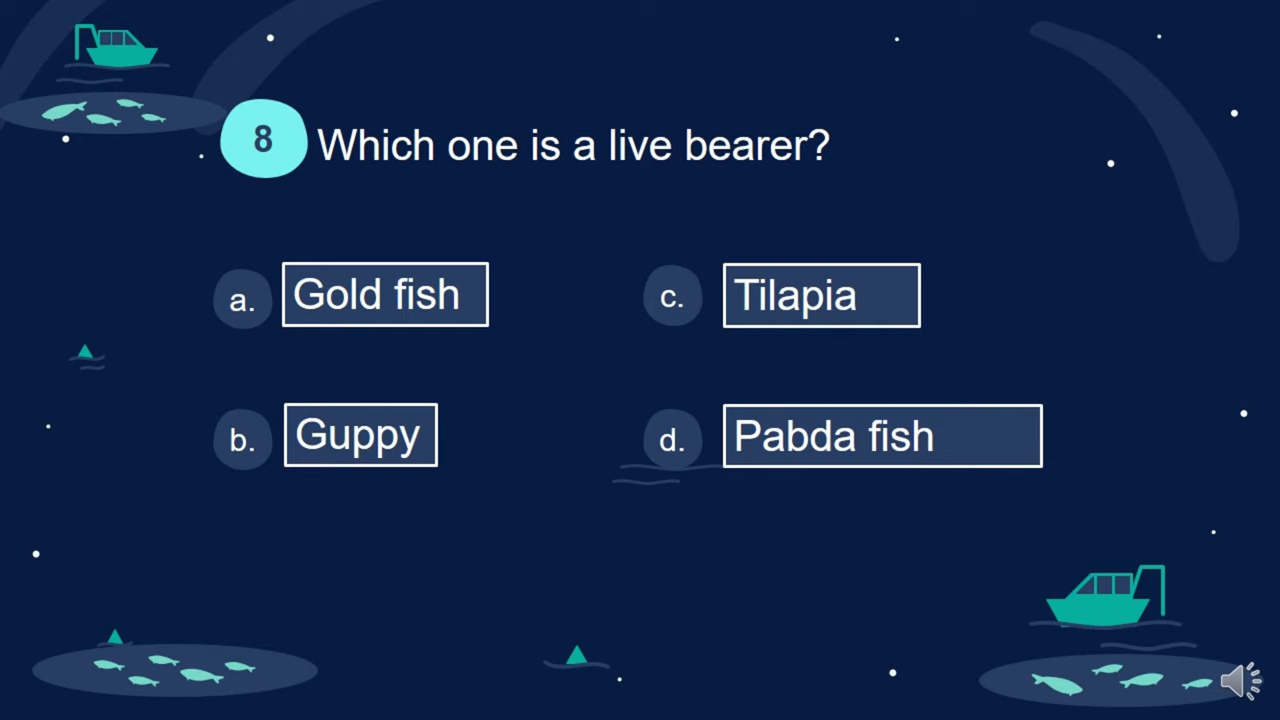 8 Which one is a live bearer?
a. Gold fish
b. Guppy
c. Tilapia
d. Pabda fish